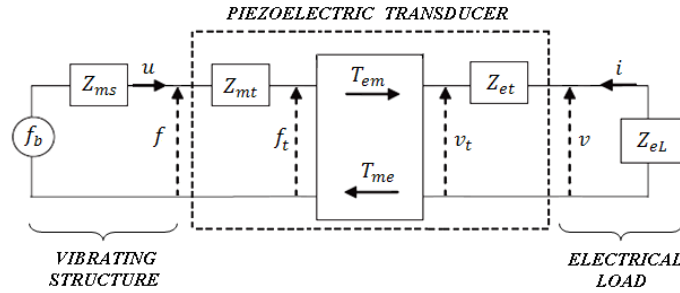 PIEZOELECTRIC TRANSDUCER
Z_ms
u
Z_mt
T_em
Z_et
i
f_b
f
f_t
v_t
v
Z_eL
T_me
VIBRATING
STRUCTURE
ELECTRICAL
LOAD